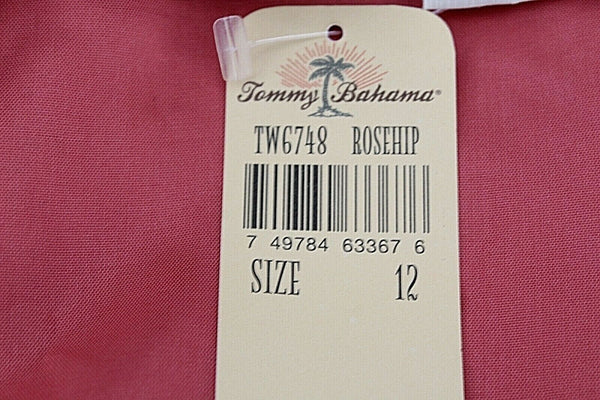 Tommy Bahama®
TW6748 ROSEHIP
7 49784 63367 6
SIZE 12